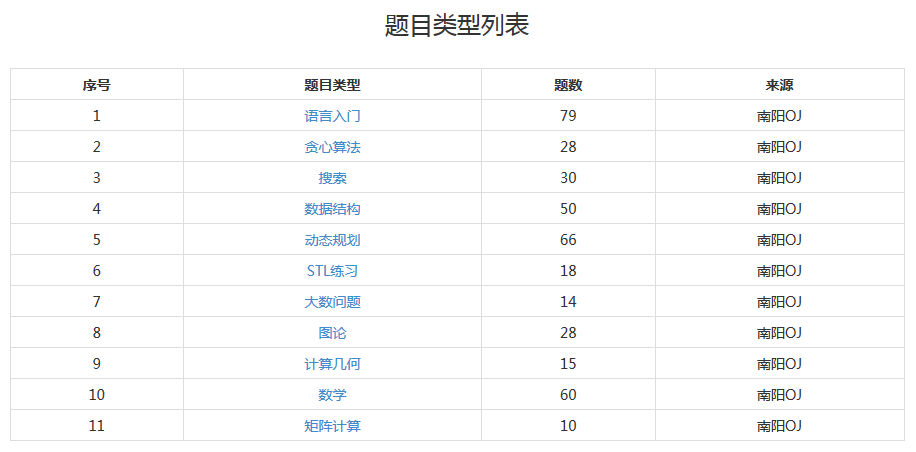 题目类型列表
序号 题目类型 题数 来源
1 语言入门 79 南阳OJ
2 贪心算法 28 南阳OJ
3 搜索 30 南阳OJ
4 数据结构 50 南阳OJ
5 动态规划 66 南阳OJ
6 STL练习 18 南阳OJ
7 大数问题 14 南阳OJ
8 图论 28 南阳OJ
9 计算几何 15 南阳OJ
10 数学 60 南阳OJ
11 矩阵计算 10 南阳OJ